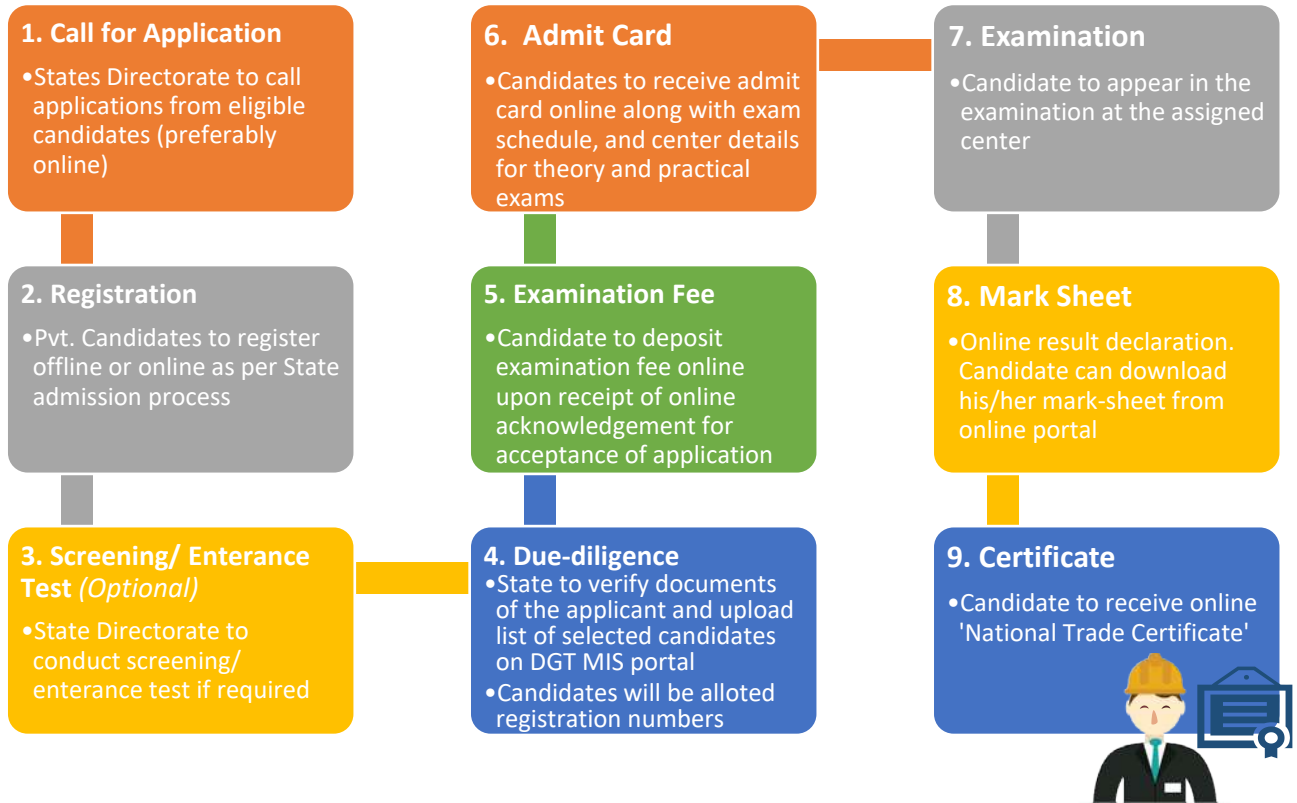 1. Call for Application
•States Directorate to call
applications from eligible
candidates (preferably
online)
2. Registration
•Pvt. Candidates to register
offline or online as per State
admission process
3. Screening/ Enterance
Test (Optional)
•State Directorate to
conduct screening/
enterance test if required
4. Due-diligence
•State to verify documents
of the applicant and upload
list of selected candidates
on DGT MIS portal
•Candidates will be alloted
registration numbers
5. Examination Fee
•Candidate to deposit
examination fee online
upon receipt of online
acknowledgement for
acceptance of application
6. Admit Card
•Candidates to receive admit
card online along with exam
schedule, and center details
for theory and practical
exams
7. Examination
•Candidate to appear in the
examination at the assigned
center
8. Mark Sheet
•Online result declaration.
Candidate can download
his/her mark-sheet from
online portal
9. Certificate
•Candidate to receive online
'National Trade Certificate'